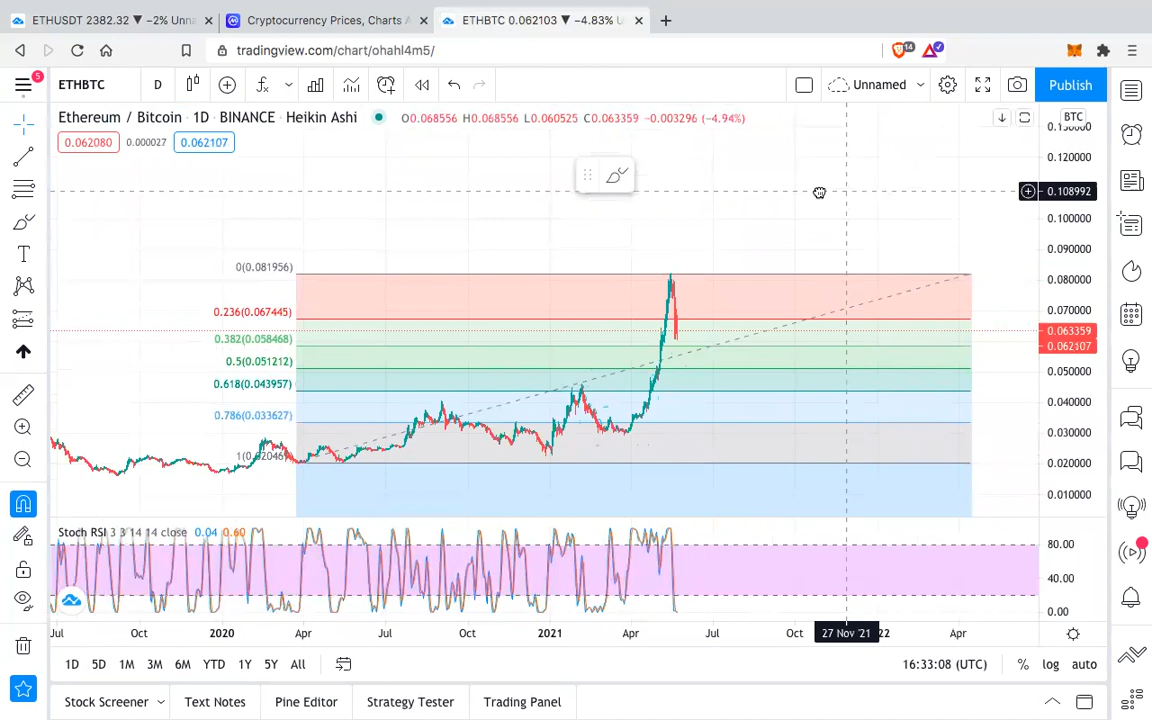 ETHUSDT 2382.32 ▼ −2% Unna
Cryptocurrency Prices, Charts A
ETHBTC 0.062103 ▼ −4.83% U
tradingview.com/chart/ohahl4m5/
14
5
ETHBTC
D
Unnamed
Publish
Ethereum / Bitcoin · 1D · BINANCE · Heikin Ashi
O0.068556 H0.068556 L0.060525 C0.063359 −0.003296 (−4.94%)
BTC
0.062080
0.000027
0.062107
0.130000
0.120000
0.108992
0.100000
0.090000
0.080000
0.070000
0.063359
0.062107
0.050000
0.040000
0.030000
0.020000
0.010000
0(0.081956)
0.236(0.067445)
0.382(0.058468)
0.5(0.051212)
0.618(0.043957)
0.786(0.033627)
Stoch RSI 3 3 14 14 close 0.04 0.60
80.00
40.00
0.00
Jul
Oct
2020
Apr
Jul
Oct
2021
Apr
Jul
Oct
27 Nov '21
22
Apr
1D 5D 1M 3M 6M YTD 1Y 5Y All
16:33:08 (UTC)
% log auto
Stock Screener
Text Notes
Pine Editor
Strategy Tester
Trading Panel